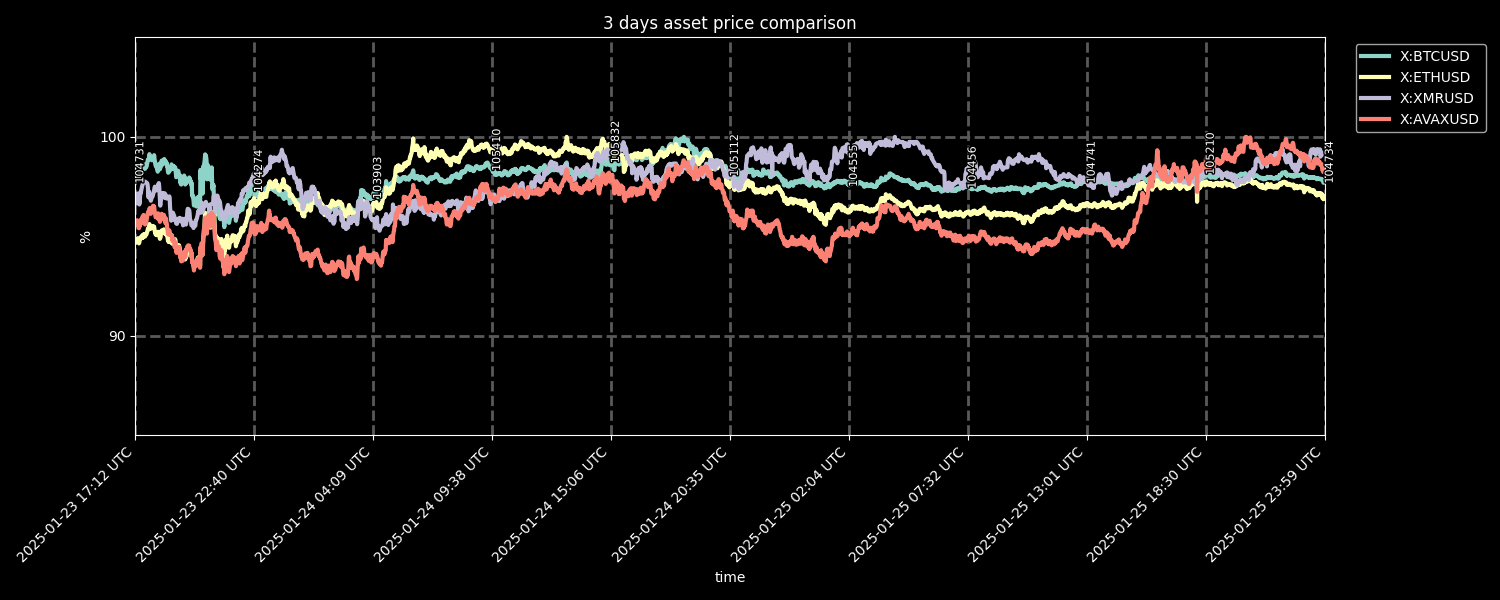 3 days asset price comparison
X:BTCUSD
X:ETHUSD
X:XMRUSD
X:AVAXUSD
100
90
%
104731
104274
103903
105410
105832
105112
104555
104456
104741
105210
104734
2025-01-23 17:12 UTC
2025-01-23 22:40 UTC
2025-01-24 04:09 UTC
2025-01-24 09:38 UTC
2025-01-24 15:06 UTC
2025-01-24 20:35 UTC
2025-01-25 02:04 UTC
2025-01-25 07:32 UTC
2025-01-25 13:01 UTC
2025-01-25 18:30 UTC
2025-01-25 23:59 UTC
time